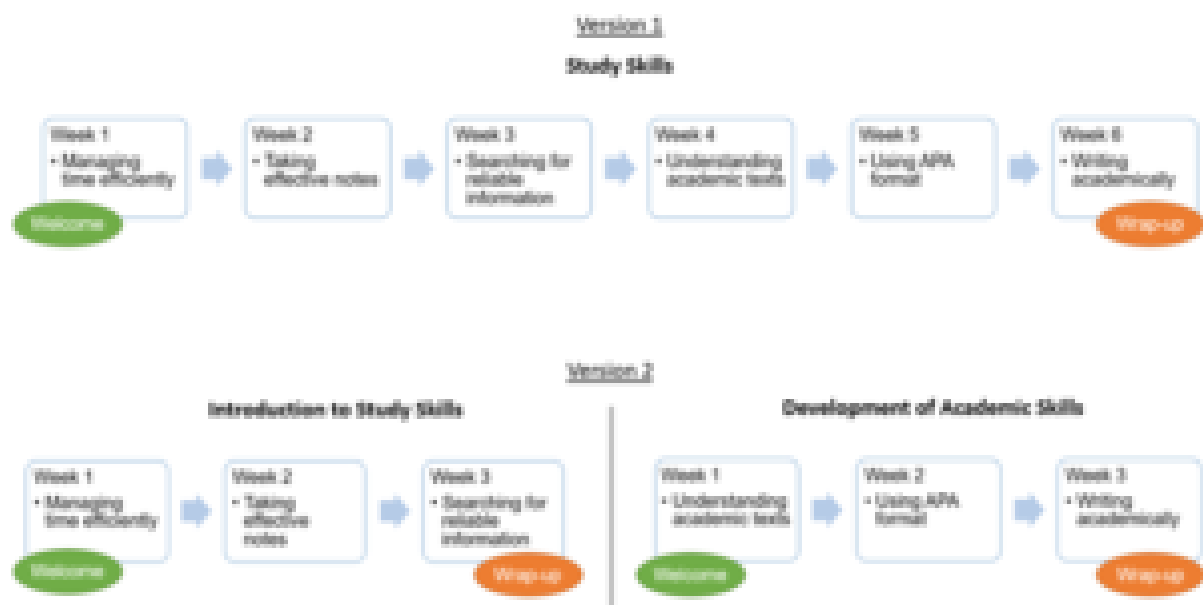 Version 1
Study Skills
Week 1
• Managing
time efficiently
Welcome
Week 2
• Taking
effective notes
Week 3
• Searching for
reliable
information
Week 4
• Understanding
academic texts
Week 5
• Using APA
format
Week 6
• Writing
academically
Wrap-up
Version 2
Introduction to Study Skills
Week 1
• Managing
time efficiently
Welcome
Week 2
• Taking
effective
notes
Week 3
• Searching for
reliable
information
Wrap-up
Development of Academic Skills
Week 1
• Understanding
academic texts
Welcome
Week 2
• Using APA
format
Week 3
• Writing
academically
Wrap-up